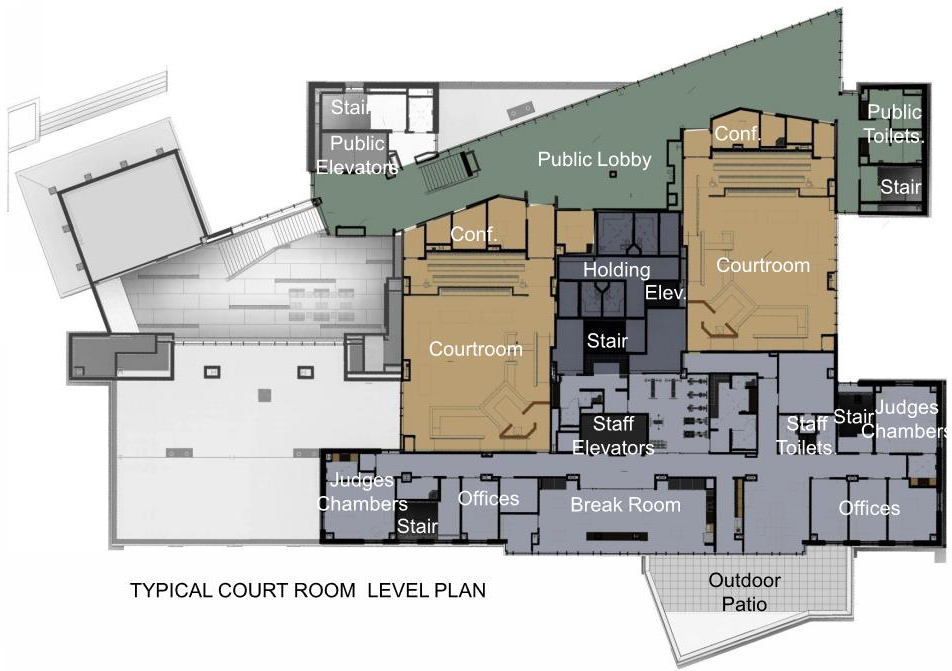 Stair
Public
Elevators
Public Lobby
Conf.
Public
Toilets.
Stair
Conf.
Holding
Elev.
Courtroom
Courtroom
Stair
Staff
Elevators
Staff
Toilets.
Stair
Judges
Chambers
Judges
Chambers
Stair
Offices
Break Room
Offices
Outdoor
Patio
TYPICAL COURT ROOM LEVEL PLAN